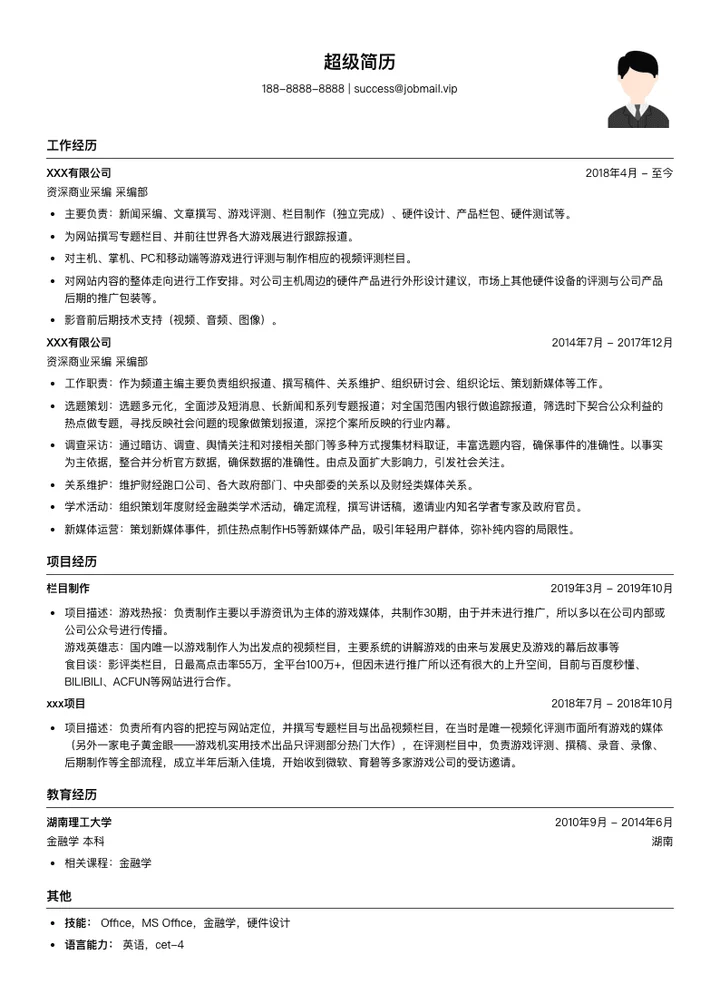 超级简历
188-8888-8888 | success@jobmail.vip
工作经历
XXX有限公司 2018年4月 – 至今
资深商业采编 采编部
• 主要负责：新闻采编、文章撰写、游戏评测、栏目制作（独立完成）、硬件设计、产品栏包、硬件测试等。
• 为网站撰写专题栏目、并前往世界各大游戏展进行跟踪报道。
• 对主机、掌机、PC和移动端等游戏进行评测与制作相应的视频评测栏目。
• 对网站内容的整体走向进行工作安排。对公司主机周边的硬件产品进行外形设计建议，市场上其他硬件设备的评测与公司产品
后期的推广包装等。
• 影音前后期技术支持（视频、音频、图像）。
XXX有限公司 2014年7月 – 2017年12月
资深商业采编 采编部
• 工作职责：作为频道主编主要负责组织报道、撰写稿件、关系维护、组织研讨会、组织论坛、策划新媒体等工作。
• 选题策划：选题多元化，全面涉及短消息、长新闻和系列专题报道；对全国范围内银行做追踪报道，筛选时下契合公众利益的
热点做专题，寻找反映社会问题的现象做策划报道，深挖个案所反映的行业内幕。
• 调查采访：通过暗访、调查、舆情关注和对接相关部门等多种方式搜集材料取证，丰富选题内容，确保事件的准确性。以事实
为主依据，整合并分析官方数据，确保数据的准确性。由点及面扩大影响力，引发社会关注。
• 关系维护：维护财经路口公司、各大政府部门、中央部委的关系以及财经类媒体关系。
• 学术活动：组织策划年度财经金融类学术活动，确定流程，撰写讲话稿，邀请业内知名学者专家及政府官员。
• 新媒体运营：策划新媒体事件，抓住热点制作H5等新媒体产品，吸引年轻用户群体，弥补纯内容的局限性。
项目经历
栏目制作 2019年3月 – 2019年10月
• 项目描述：游戏热报：负责制作主要以手游资讯为主体的游戏媒体，共制作30期，由于并未进行推广，所以多以在公司内部或
公司公众号进行传播。
游戏英雄志：国内唯一以游戏制作人为出发点的视频栏目，主要系统的讲解游戏的由来与发展史及游戏的幕后故事等
食目谈：影评类栏目，日最高点击率55万，全平台100万+，但因未进行推广所以还有很大的上升空间，目前与百度秒懂、
BILIBILI、ACFUN等网站进行合作。
xxx项目 2018年7月 – 2018年10月
• 项目描述：负责所有内容的把控与网站定位，并撰写专题栏目与出品视频栏目，在当时是唯一视频化评测市面所有游戏的媒体
（另外一家电子黄金眼——游戏机实用技术出品只评测部分热门大作），在评测栏目中，负责游戏评测、撰稿、录音、录像、
后期制作等全部流程，成立半年后渐入佳境，开始收到微软、育碧等多家游戏公司的受访邀请。
教育经历
湖南理工大学 2010年9月 – 2014年6月
金融学 本科 湖南
• 相关课程：金融学
其他
• 技能： Office，MS Office，金融学，硬件设计
• 语言能力： 英语，cet-4